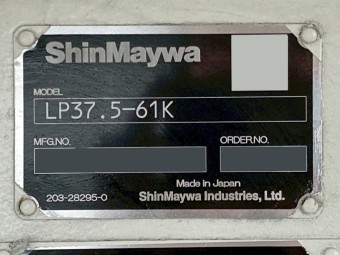 ShinMaywa
MODEL
LP37.5-61K
MFG.NO. ORDER.NO.
Made in Japan
203-28295-0 ShinMaywa Industries, Ltd.